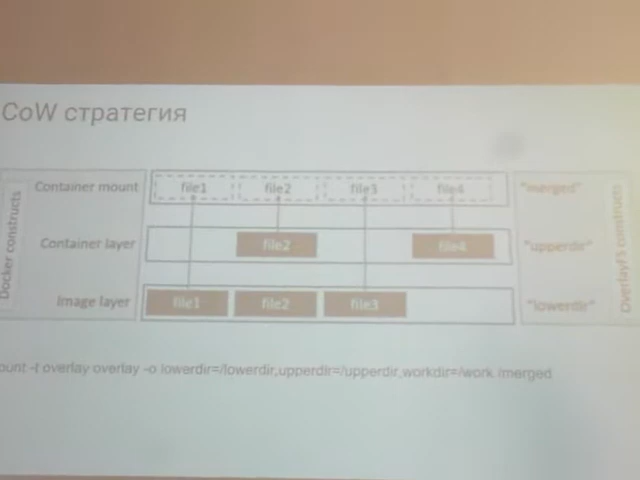 CoW стратегия
Docker constructs
Container mount file1 file2 file3 file4 "merged"
Container layer file2 file4 "upperdir"
Image layer file1 file2 file3 "lowerdir"
OverlayFS constructs
ount -t overlay overlay -o lowerdir=/lowerdir,upperdir=/upperdir,workdir=/work /merged